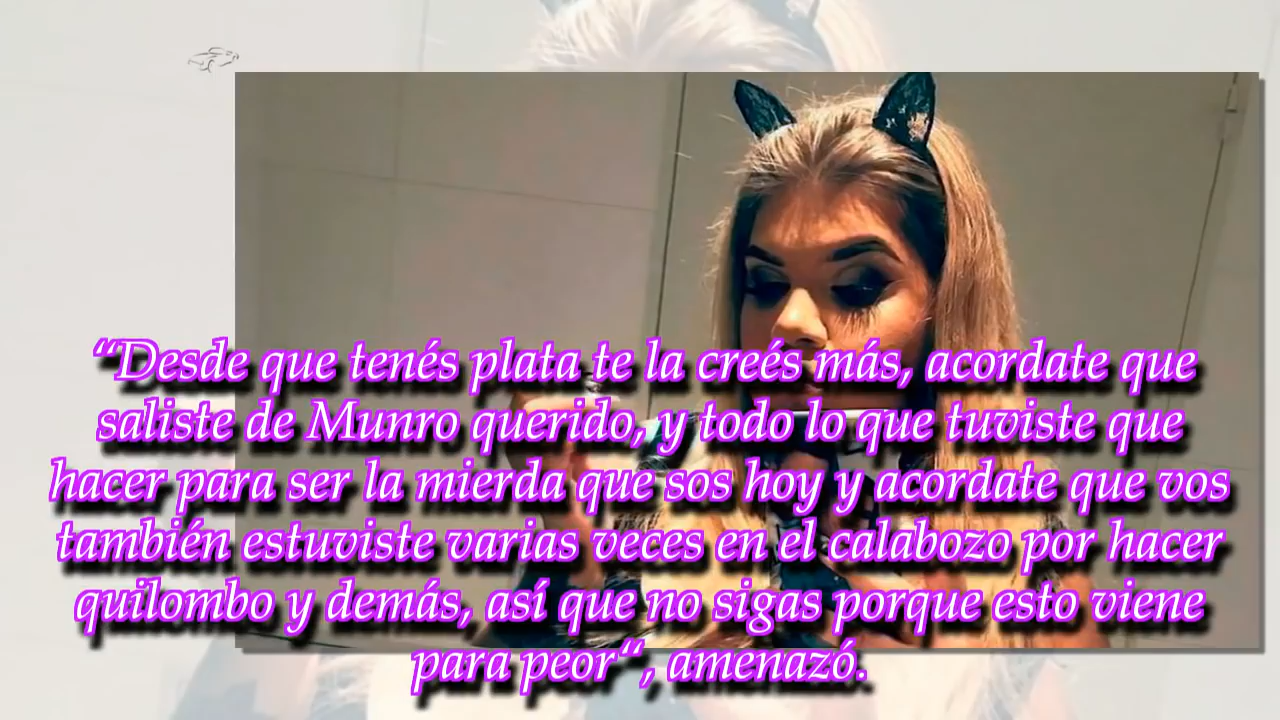 “Desde que tenés plata te la creés más, acordate que
saliste de Munro querido, y todo lo que tuviste que
hacer para ser la mierda que sos hoy y acordate que vos
también estuviste varias veces en el calabozo por hacer
quilombo y demás, así que no sigas porque esto viene
para peor“, amenazó.